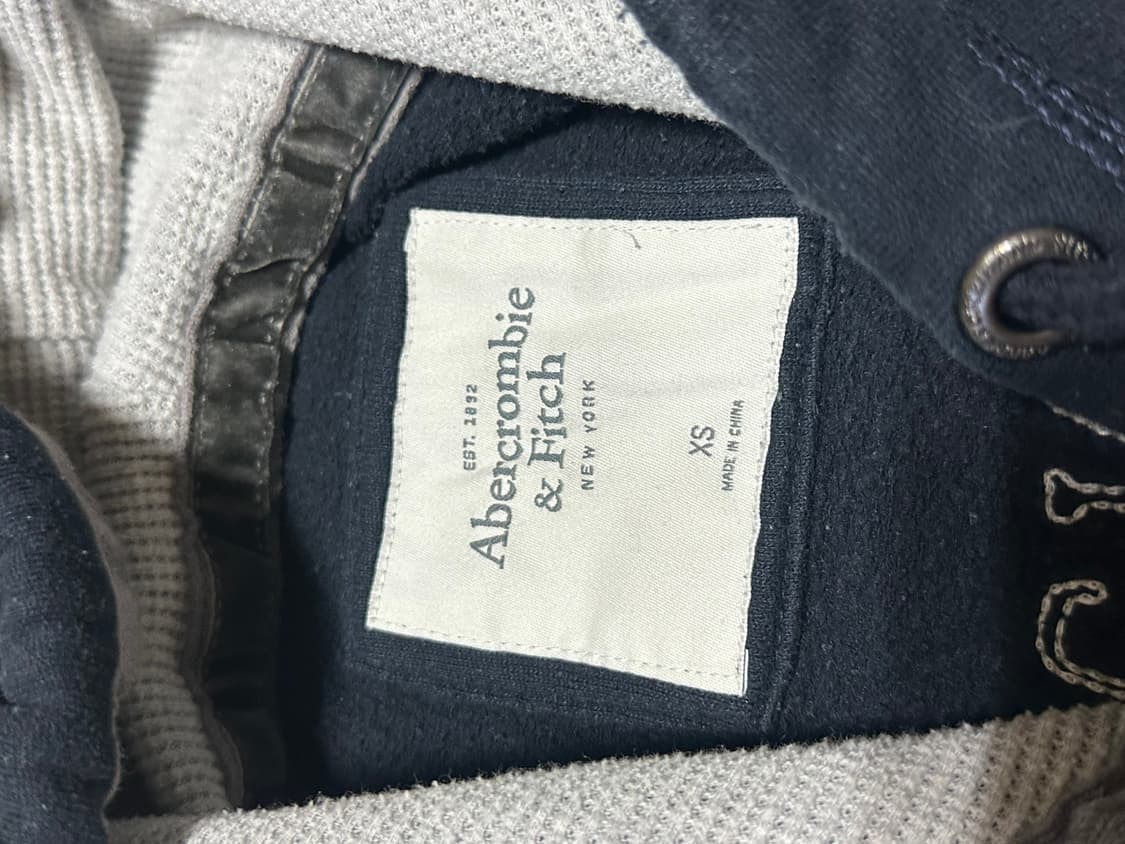 EST. 1892
Abercrombie
& Fitch
NEW YORK
XS
MADE IN CHINA